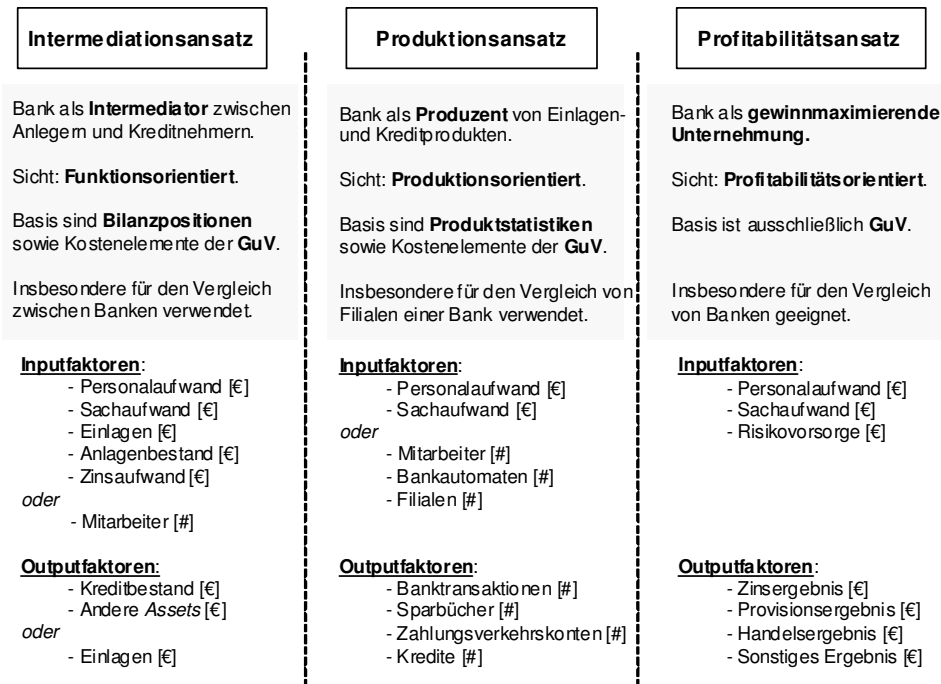 Intermediationsansatz
Bank als Intermediator zwischen
Anlegern und Kreditnehmern.
Sicht: Funktionsorientiert.
Basis sind Bilanzpositionen
sowie Kostenelemente der GuV.
Insbesondere für den Vergleich
zwischen Banken verwendet.
Inputfaktoren:
- Personalaufwand [€]
- Sachaufwand [€]
- Einlagen [€]
- Anlagenbestand [€]
- Zinsaufwand [€]
oder
- Mitarbeiter [#]
Outputfaktoren:
- Kreditbestand [€]
- Andere Assets [€]
oder
- Einlagen [€]
Produktionsansatz
Bank als Produzent von Einlagen-
und Kreditprodukten.
Sicht: Produktionsorientiert.
Basis sind Produktstatistiken
sowie Kostenelemente der GuV.
Insbesondere für den Vergleich von
Filialen einer Bank verwendet.
Inputfaktoren:
- Personalaufwand [€]
- Sachaufwand [€]
oder
- Mitarbeiter [#]
- Bankautomaten [#]
- Filialen [#]
Outputfaktoren:
- Banktransaktionen [#]
- Sparbücher [#]
- Zahlungsverkehrskonten [#]
- Kredite [#]
Profitabilitätsansatz
Bank als gewinnmaximierende
Unternehmung.
Sicht: Profitabilitätsorientiert.
Basis ist ausschließlich GuV.
Insbesondere für den Vergleich
von Banken geeignet.
Inputfaktoren:
- Personalaufwand [€]
- Sachaufwand [€]
- Risikovorsorge [€]
Outputfaktoren:
- Zinsergebnis [€]
- Provisionsergebnis [€]
- Handelsergebnis [€]
- Sonstiges Ergebnis [€]